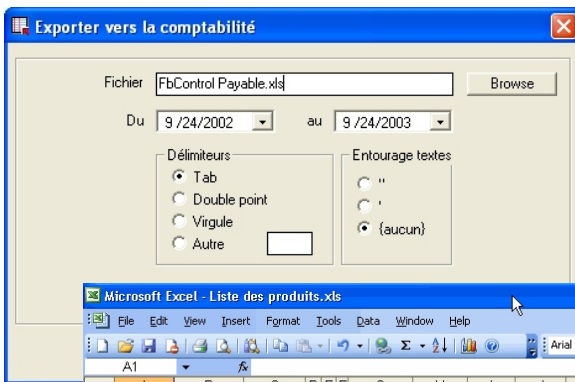 Exporter vers la comptabilité
Fichier FbControl Payable.xls Browse
Du 9 /24/2002 au 9 /24/2003
Délimiteurs Entourage textes
Tab "
Double point '
Virgule {aucun}
Autre
Microsoft Excel - Liste des produits.xls
File Edit View Insert Format Tools Data Window Help
Arial
A1 fx